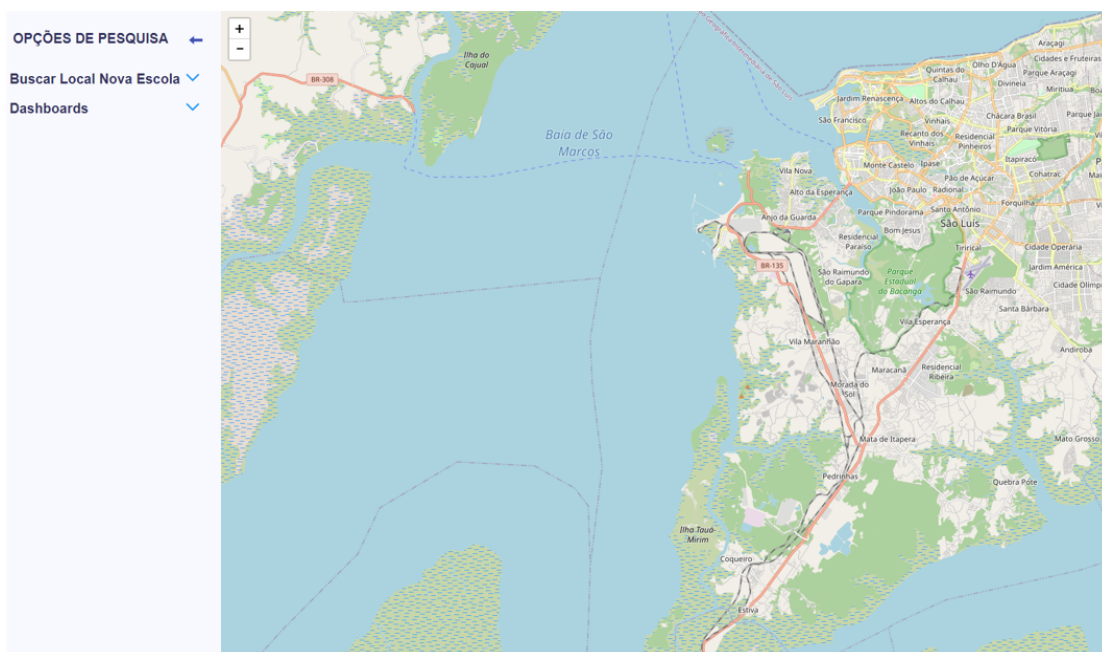 OPÇÕES DE PESQUISA
Buscar Local Nova Escola
Dashboards
+
-
BR-308
Ilha do
Cajual
Baía de São
Marcos
Araçagi
Cidades e Fruteiras
Olho D'Água
Parque Araçagi
Quintas do
Calhau
Divineia
Miritiua
Jardim Renascença
Altos do Calhau
São Francisco
Vinhais
Chácara Brasil
Parque Vitória
Recanto dos
Vinhais
Residencial
Pinheiros
Itapiracó
Monte Castelo
Ipase
Cohatrac
Vila Nova
Pão de Açúcar
Alto da Esperança
João Paulo
Radional
Forquilha
Anjo da Guarda
Parque Pindorama
Santo Antônio
São Luís
Bom Jesus
Residencial
Paraíso
Tirirical
Cidade Operária
BR-135
São Raimundo
do Gapara
Parque
Estadual
do Bacanga
Jardim América
São Raimundo
Cidade Olimp
Santa Bárbara
Vila Esperança
Vila Maranhão
Andiroba
Maracanã
Residencial
Ribeira
Morada do
Sol
Mata de Itapera
Mato Grosso
Pedrinhas
Quebra Pote
Ilha Tauá-
Mirim
Coqueiro
Estiva